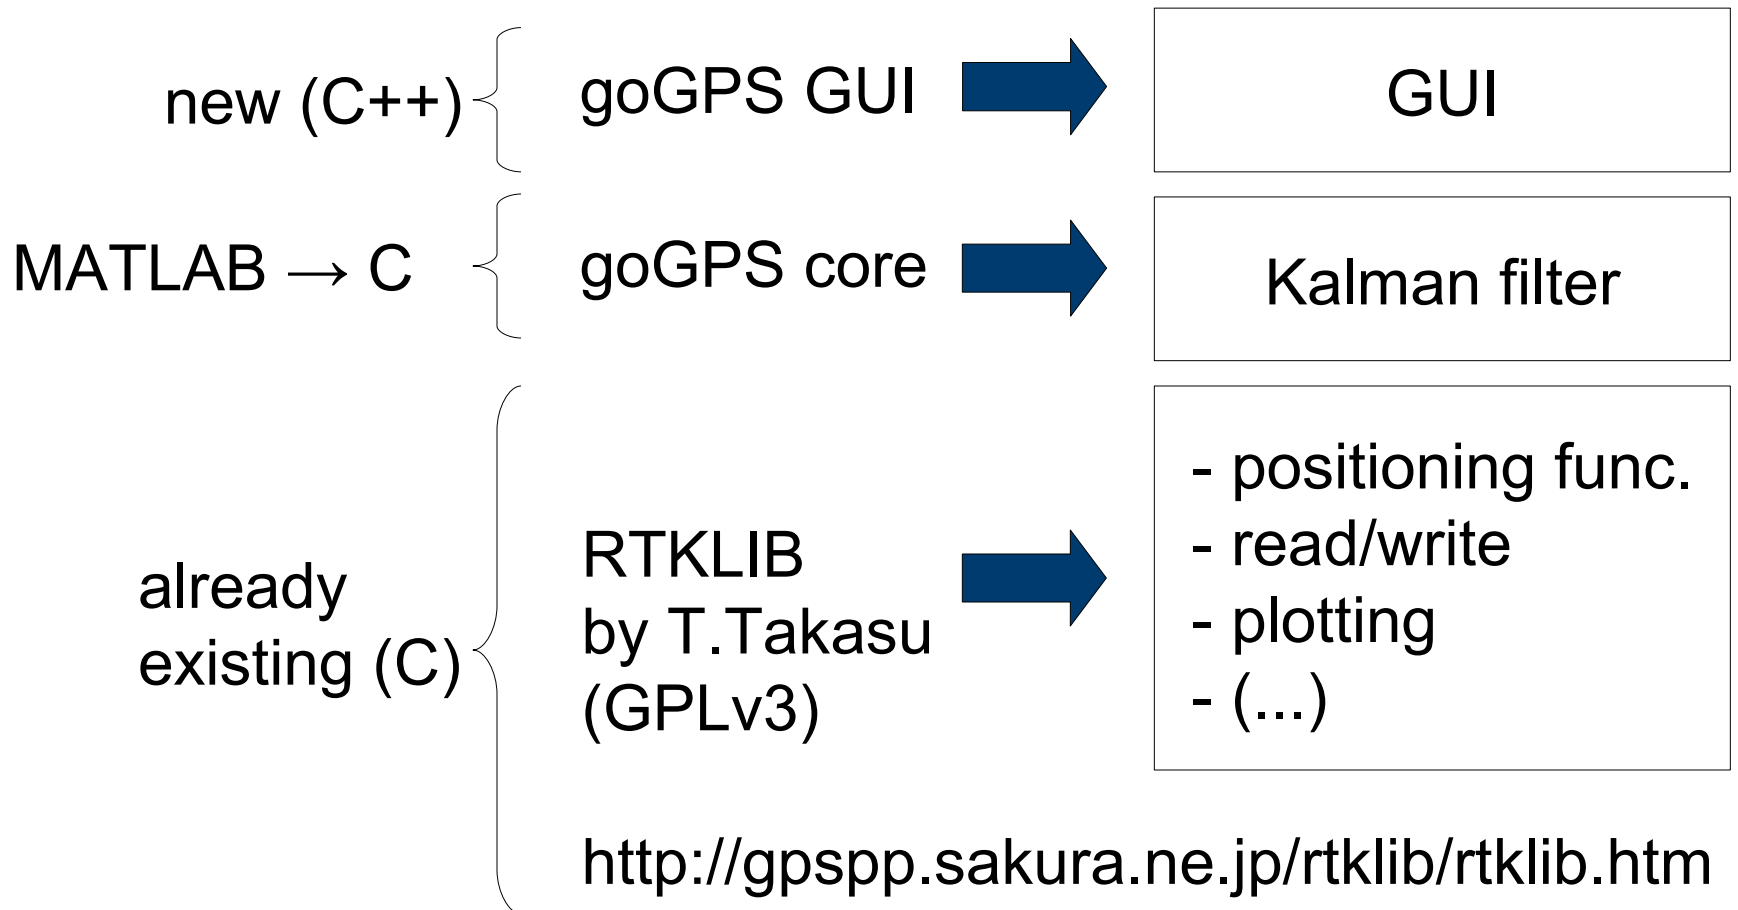 new (C++)
goGPS GUI
GUI
MATLAB → C
goGPS core
Kalman filter
already
existing (C)
RTKLIB
by T.Takasu
(GPLv3)
- positioning func.
- read/write
- plotting
- (...)
http://gpspp.sakura.ne.jp/rtklib/rtklib.htm